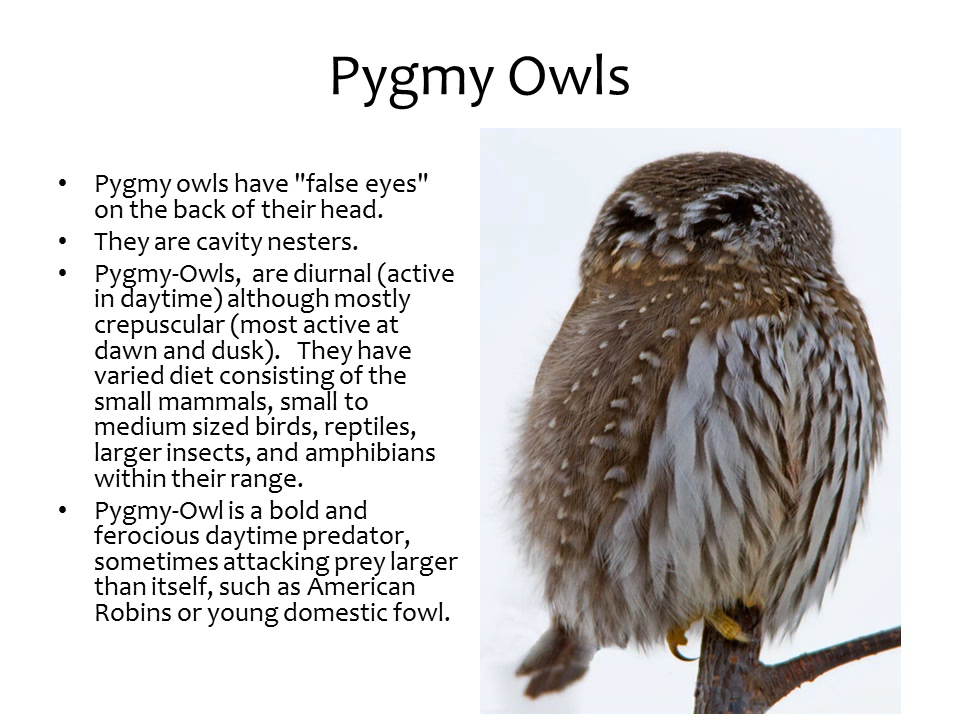 Pygmy Owls
• Pygmy owls have "false eyes"
on the back of their head.
• They are cavity nesters.
• Pygmy-Owls,  are diurnal (active
in daytime) although mostly
crepuscular (most active at
dawn and dusk).   They have
varied diet consisting of the
small mammals, small to
medium sized birds, reptiles,
larger insects, and amphibians
within their range.
• Pygmy-Owl is a bold and
ferocious daytime predator,
sometimes attacking prey larger
than itself, such as American
Robins or young domestic fowl.